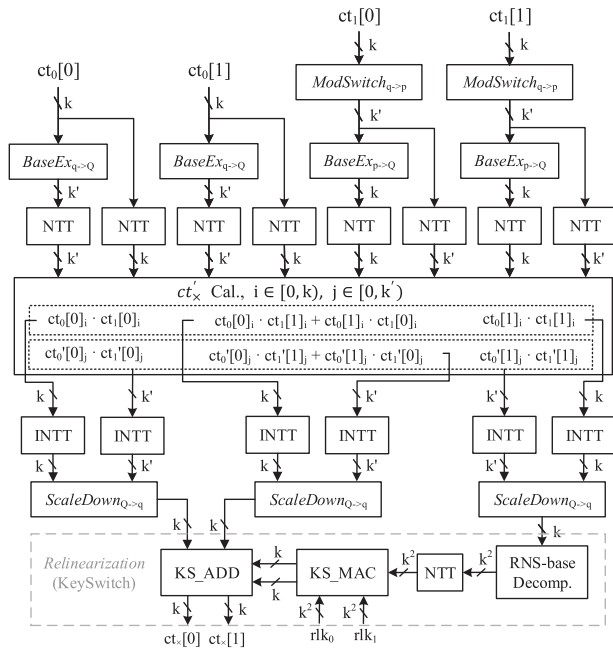 ct₁[0] ct₁[1]
k k
ct₀[0] ct₀[1] ModSwitch_q->p ModSwitch_q->p
k k k' k'
BaseEx_q->Q BaseEx_q->Q BaseEx_p->Q BaseEx_p->Q
k' k' k k
NTT NTT NTT NTT NTT NTT NTT NTT
k' k k' k k k' k k'
ct'ₓ Cal., i ∈ [0, k), j ∈ [0, k')
ct₀[0]ᵢ · ct₁[0]ᵢ ct₀[0]ᵢ · ct₁[1]ᵢ + ct₀[1]ᵢ · ct₁[0]ᵢ ct₀[1]ᵢ · ct₁[1]ᵢ
ct₀'[0]ⱼ · ct₁'[0]ⱼ ct₀'[0]ⱼ · ct₁'[1]ⱼ + ct₀'[1]ⱼ · ct₁'[0]ⱼ ct₀'[1]ⱼ · ct₁'[1]ⱼ
k k' k k' k' k
INTT INTT INTT INTT INTT INTT
k k' k k' k' k
ScaleDown_Q->q ScaleDown_Q->q ScaleDown_Q->q
k k k
Relinearization
(KeySwitch)
KS_ADD k k KS_MAC k² NTT k² RNS-base
Decomp.
k k k² k²
ctₓ[0] ctₓ[1] rlk₀ rlk₁